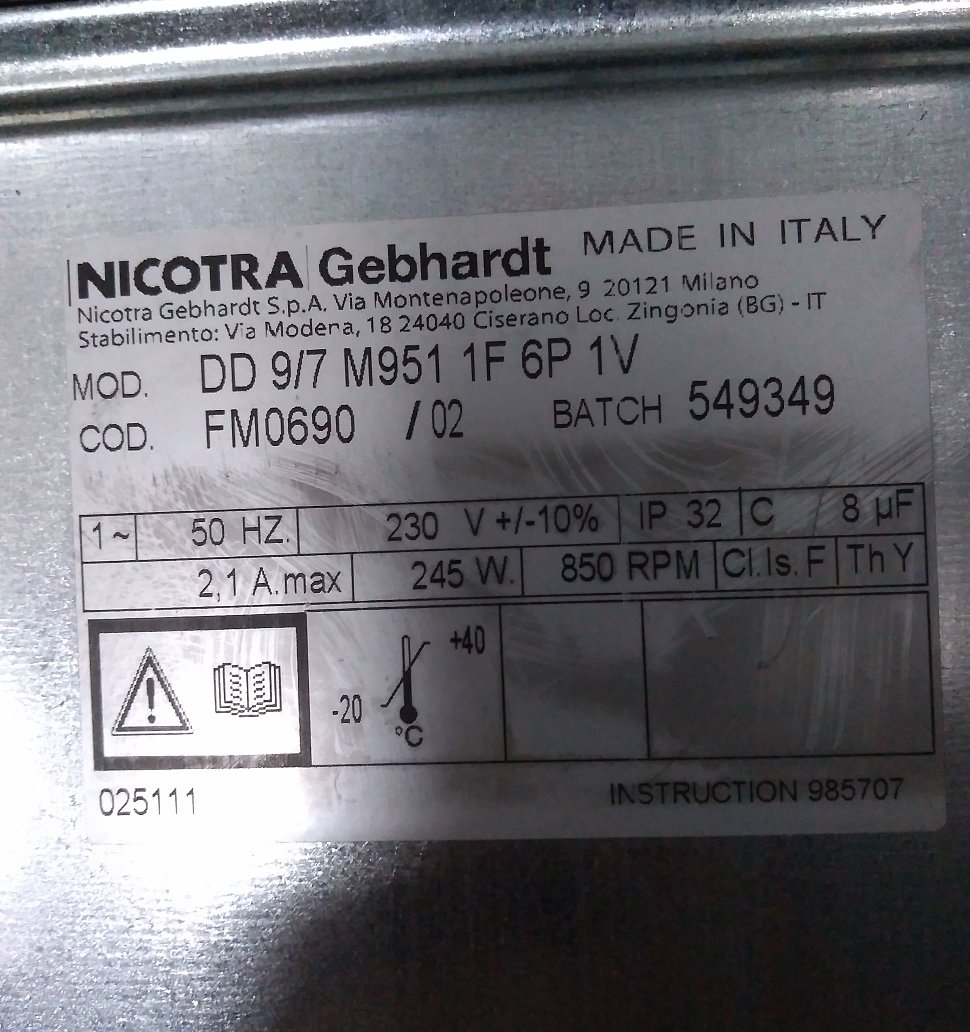 NICOTRA Gebhardt MADE IN ITALY
Nicotra Gebhardt S.p.A. Via Montenapoleone, 9 20121 Milano
Stabilimento: Via Modena, 18 24040 Ciserano Loc. Zingonia (BG) - IT
MOD. DD 9/7 M951 1F 6P 1V
COD. FM0690 /02 BATCH 549349
1~ 50 HZ. 230 V +/-10% IP 32 C 8 µF
2,1 A.max 245 W. 850 RPM Cl.Is. F Th Y
+40
-20
°C
025111 INSTRUCTION 985707